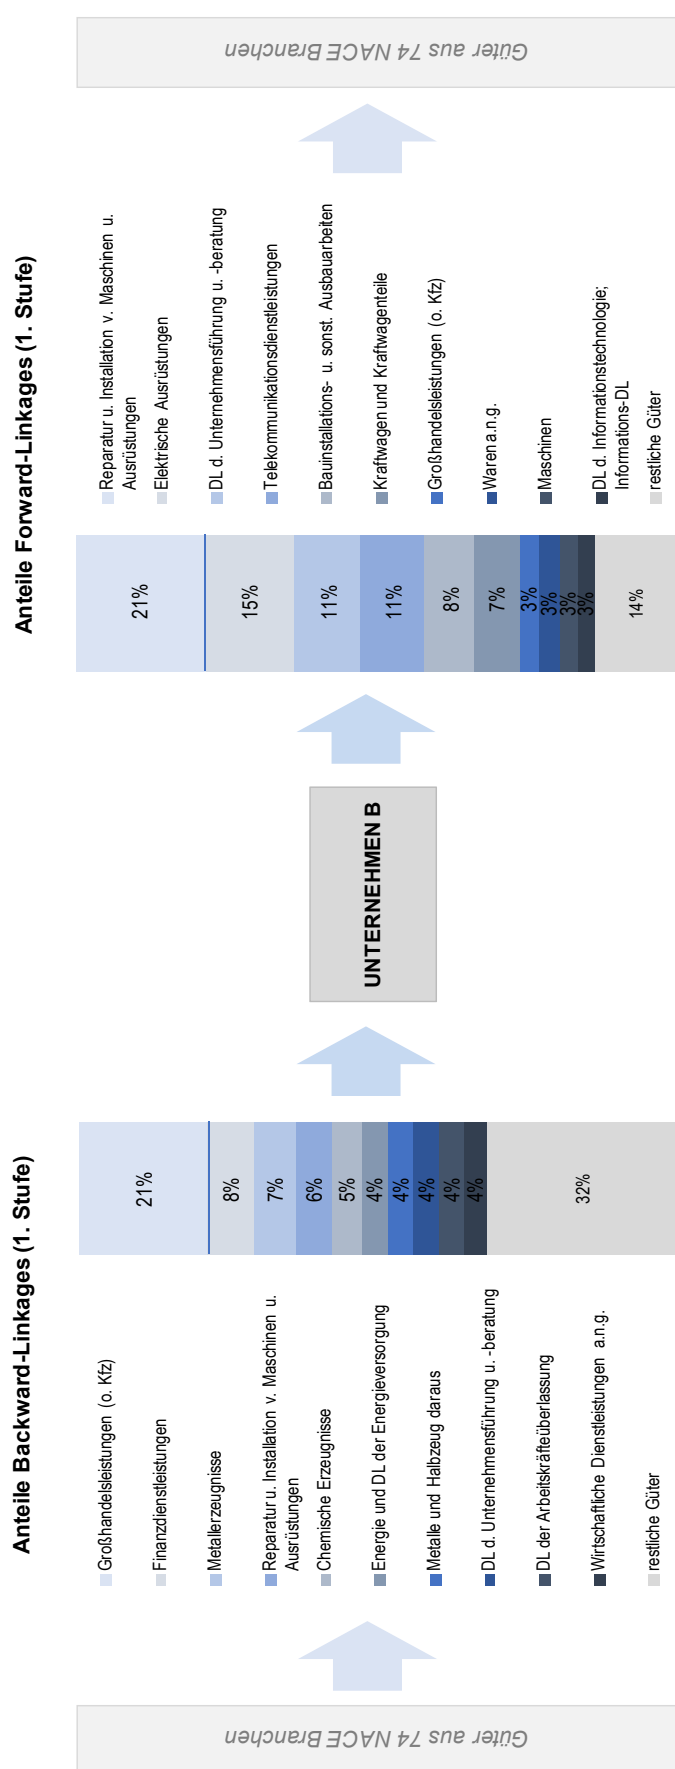 Güter aus 74 NACE Branchen
Anteile Backward-Linkages (1. Stufe)
Großhandelsleistungen (o. Kfz)
Finanzdienstleistungen
Metallerzeugnisse
Reparatur u. Installation v. Maschinen u.
Ausrüstungen
Chemische Erzeugnisse
Energie und DL der Energieversorgung
Metalle und Halbzeug daraus
DL d. Unternehmensführung u. -beratung
DL der Arbeitskräfteüberlassung
Wirtschaftliche Dienstleistungen a.n.g.
restliche Güter
21%
8%
7%
6%
5%
4%
4%
4%
4%
4%
32%
UNTERNEHMEN B
Anteile Forward-Linkages (1. Stufe)
21%
15%
11%
11%
8%
7%
3%
3%
3%
3%
14%
Reparatur u. Installation v. Maschinen u.
Ausrüstungen
Elektrische Ausrüstungen
DL d. Unternehmensführung u. -beratung
Telekommunikationsdienstleistungen
Bauinstallations- u. sonst. Ausbauarbeiten
Kraftwagen und Kraftwagenteile
Großhandelsleistungen (o. Kfz)
Waren a.n.g.
Maschinen
DL d. Informationstechnologie;
Informations-DL
restliche Güter
Güter aus 74 NACE Branchen